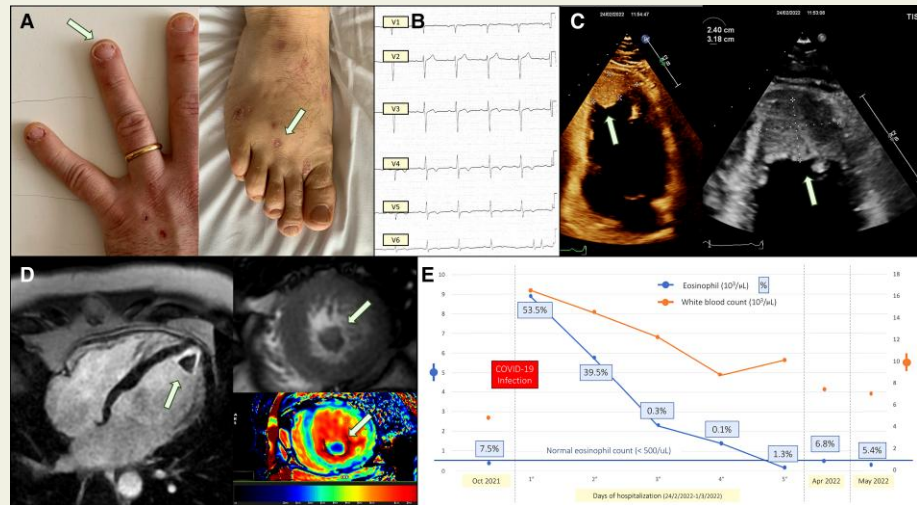 A
B
V1
V2
V3
V4
V5
V6
C
24/02/2022 11:54:47
24/02/2022 11:53:06
TIS
2.40 cm
3.18 cm
D
E
Eosinophil (10³/uL) %
White blood count (10³/uL)
10
9
8
7
6
5
4
3
2
1
0
18
16
14
12
10
8
6
4
2
0
53.5%
39.5%
COVID-19
Infection
0.3%
0.1%
1.3%
7.5%
6.8%
5.4%
Normal eosinophil count (< 500/uL)
Oct 2021
1°
2°
3°
4°
5°
Apr 2022
May 2022
Days of hospitalization (24/2/2022-1/3/2022)